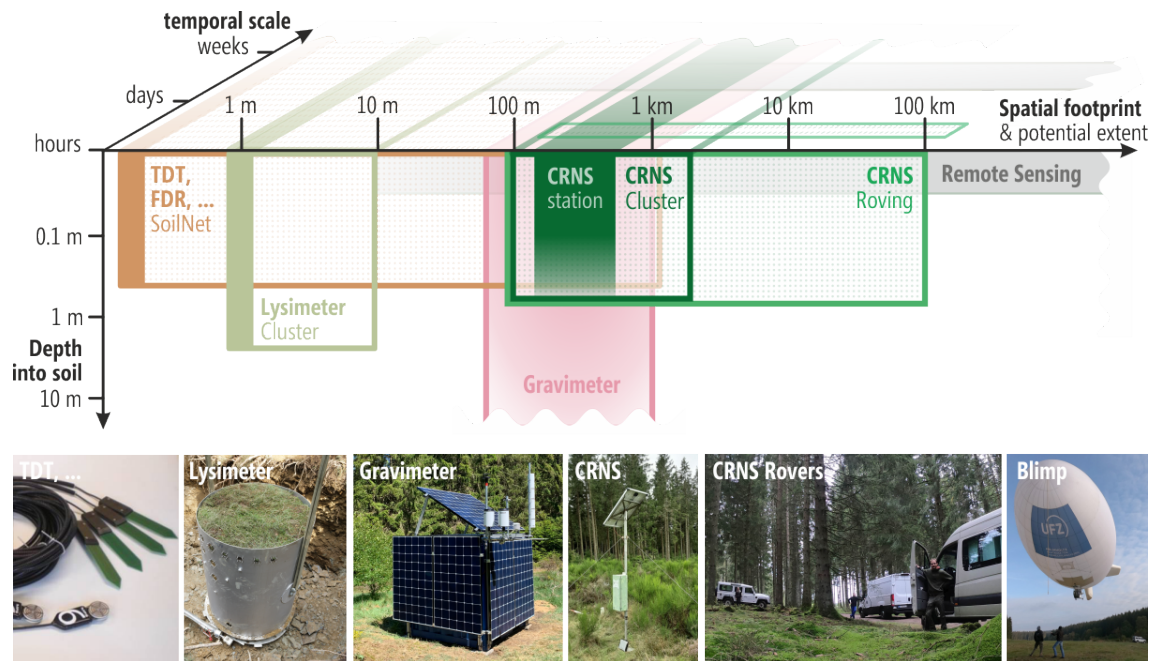 temporal scale
weeks
days
hours
1 m
10 m
100 m
1 km
10 km
100 km
Spatial footprint
& potential extent
TDT,
FDR, ...
SoilNet
CRNS
station
CRNS
Cluster
CRNS
Roving
Remote Sensing
0.1 m
Lysimeter
Cluster
1 m
Depth
into soil
10 m
Gravimeter
TDT, ...
Lysimeter
Gravimeter
CRNS
CRNS Rovers
Blimp
UFZ